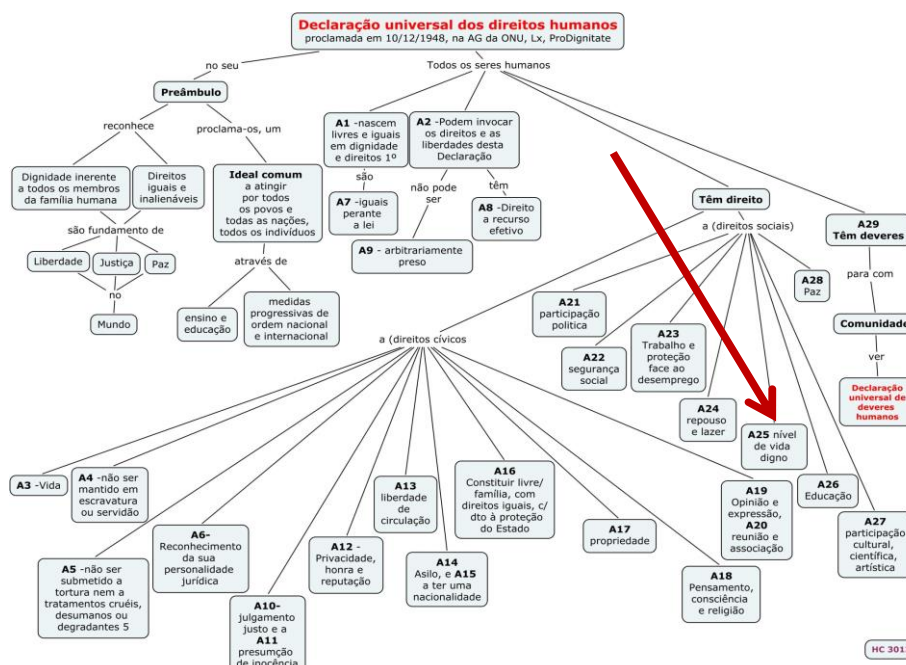 Declaração universal dos direitos humanos
proclamada em 10/12/1948, na AG da ONU, Lx, ProDignitate
no seu
Todos os seres humanos
Preâmbulo
reconhece
proclama-os, um
Dignidade inerente
a todos os membros
da família humana
Direitos
iguais e
inalienáveis
são fundamento de
Liberdade
Justiça
Paz
no
Mundo
Ideal comum
a atingir
por todos
os povos e
todas as nações,
todos os indivíduos
através de
ensino e
educação
medidas
progressivas de
ordem nacional
e internacional
A1 -nascem
livres e iguais
em dignidade
e direitos 1º
são
A7 -iguais
perante
a lei
A2 -Podem invocar
os direitos e as
liberdades desta
Declaração
não pode
ser
têm
A9 - arbitrariamente
preso
A8 -Direito
a recurso
efetivo
Têm direito
a (direitos sociais)
A21
participação
politica
A22
segurança
social
A23
Trabalho e
proteção
face ao
desemprego
A24
repouso
e lazer
A25 nível
de vida
digno
A26
Educação
A27
participação
cultural,
científica,
artística
A28
Paz
A29
Têm deveres
para com
Comunidade
ver
Declaração
universal de
deveres
humanos
a (direitos cívicos
A3 -Vida
A4 -não ser
mantido em
escravatura
ou servidão
A5 -não ser
submetido a
tortura nem a
tratamentos cruéis,
desumanos ou
degradantes 5
A6-
Reconhecimento
da sua
personalidade
jurídica
A10-
julgamento
justo e a
A11
presumção
de inocência
A12 -
Privacidade,
honra e
reputação
A13
liberdade
de
circulação
A14
Asilo, e A15
a ter uma
nacionalidade
A16
Constituir livre/
família, com
direitos iguais, c/
dto à proteção
do Estado
A17
propriedade
A18
Pensamento,
consciência
e religião
A19
Opinião e
expressão,
A20
reunião e
associação